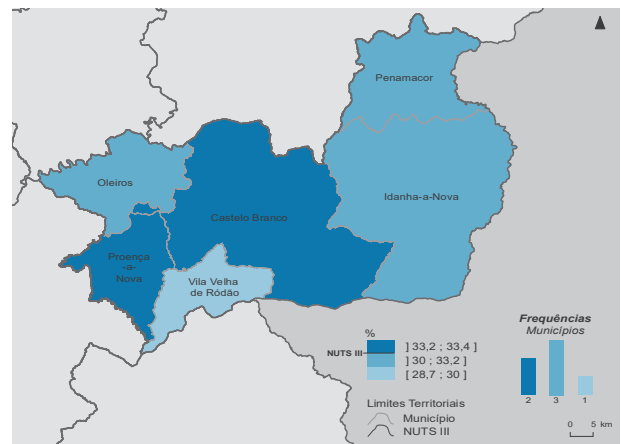 Penamacor
Oleiros
Idanha-a-Nova
Castelo Branco
Proença
-a-
Nova
Vila Velha
de Ródão
%
NUTS III
] 33,2 ; 33,4 ]
] 30 ; 33,2 ]
[ 28,7 ; 30 ]
Limites Territoriais
Município
NUTS III
Frequências
Municípios
2 3 1
0 5 km